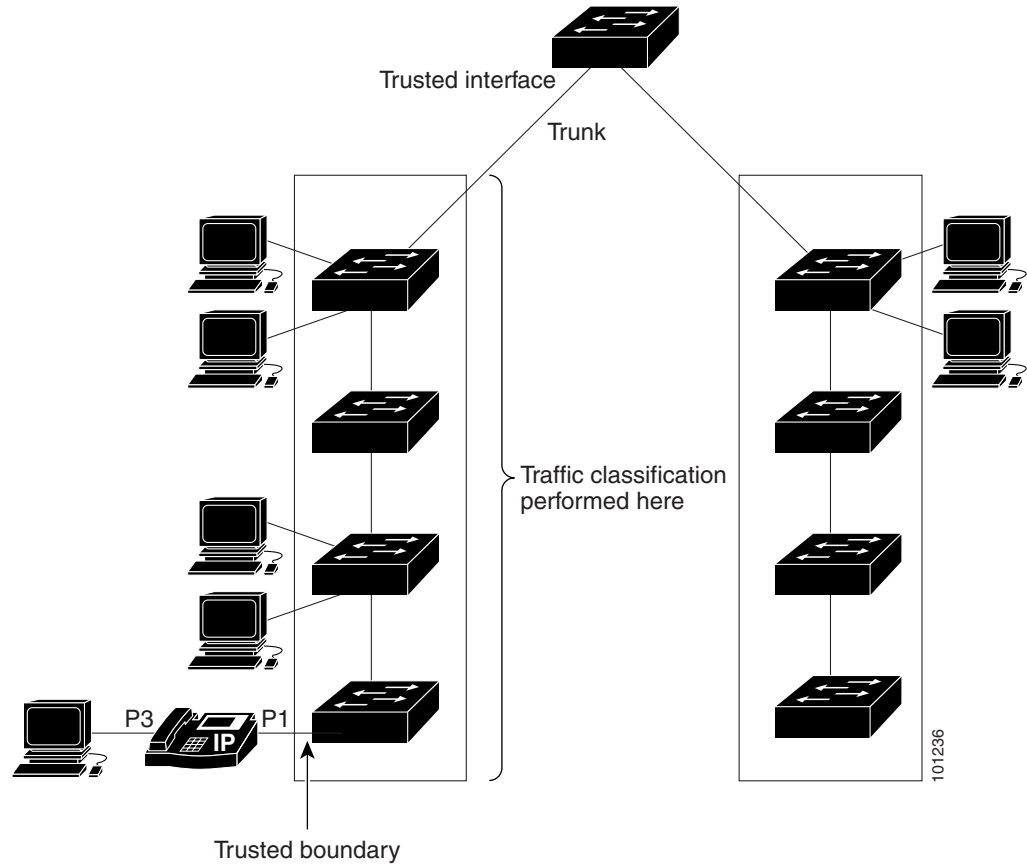 Trusted interface
Trunk
Traffic classification
performed here
P3
IP
P1
Trusted boundary
101236